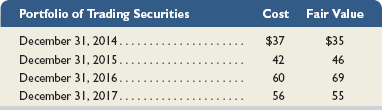 Portfolio of Trading Securities Cost Fair Value
December 31, 2014. . . . . . . . . . . . . . . . . . . . . . $37 $35
December 31, 2015. . . . . . . . . . . . . . . . . . . . . . 42 46
December 31, 2016. . . . . . . . . . . . . . . . . . . . . . 60 69
December 31, 2017. . . . . . . . . . . . . . . . . . . . . . 56 55